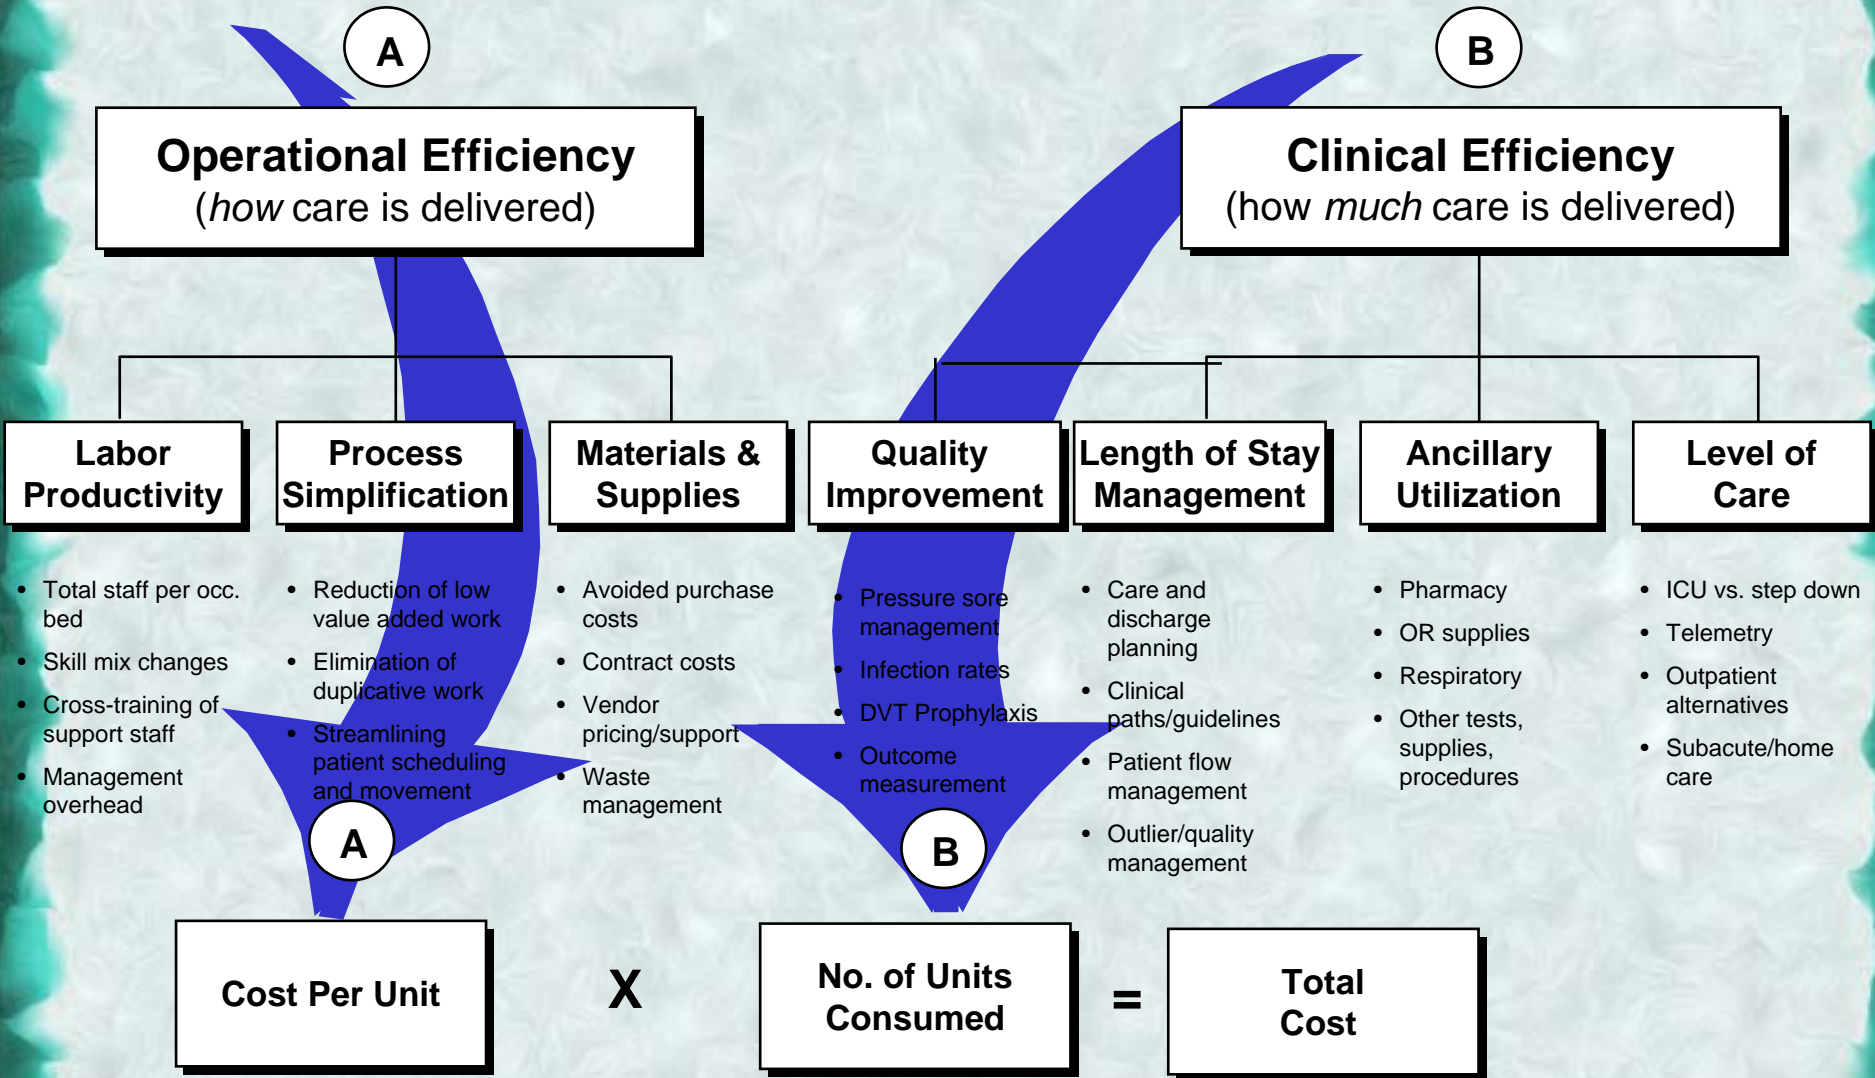 A
B
Operational Efficiency
(how care is delivered)
Clinical Efficiency
(how much care is delivered)
Labor
Productivity
Process
Simplification
Materials &
Supplies
Quality
Improvement
Length of Stay
Management
Ancillary
Utilization
Level of
Care
• Total staff per occ.
bed
• Skill mix changes
• Cross-training of
support staff
• Management
overhead
• Reduction of low
value added work
• Elimination of
duplicative work
• Streamlining
patient scheduling
and movement
• Avoided purchase
costs
• Contract costs
• Vendor
pricing/support
• Waste
management
• Pressure sore
management
• Infection rates
• DVT Prophylaxis
• Outcome
measurement
• Care and
discharge
planning
• Clinical
paths/guidelines
• Patient flow
management
• Outlier/quality
management
• Pharmacy
• OR supplies
• Respiratory
• Other tests,
supplies,
procedures
• ICU vs. step down
• Telemetry
• Outpatient
alternatives
• Subacute/home
care
A
B
Cost Per Unit
X
No. of Units
Consumed
=
Total
Cost